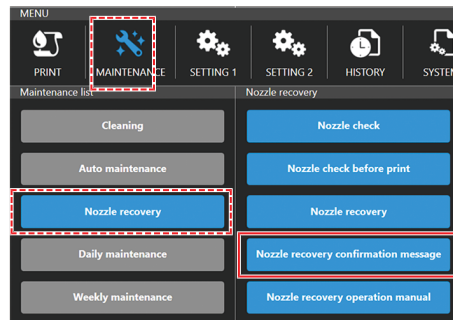 MENU
PRINT
MAINTENANCE
SETTING 1
SETTING 2
HISTORY
SYSTEM
Maintenance list
Nozzle recovery
Cleaning
Nozzle check
Auto maintenance
Nozzle check before print
Nozzle recovery
Nozzle recovery
Daily maintenance
Nozzle recovery confirmation message
Weekly maintenance
Nozzle recovery operation manual